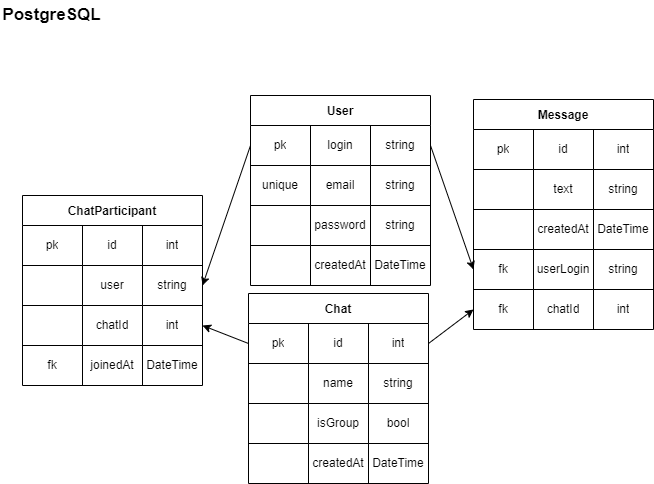 PostgreSQL
User
pk login string
unique email string
password string
createdAt DateTime
Message
pk id int
text string
createdAt DateTime
fk userLogin string
fk chatId int
ChatParticipant
pk id int
user string
chatId int
fk joinedAt DateTime
Chat
pk id int
name string
isGroup bool
createdAt DateTime